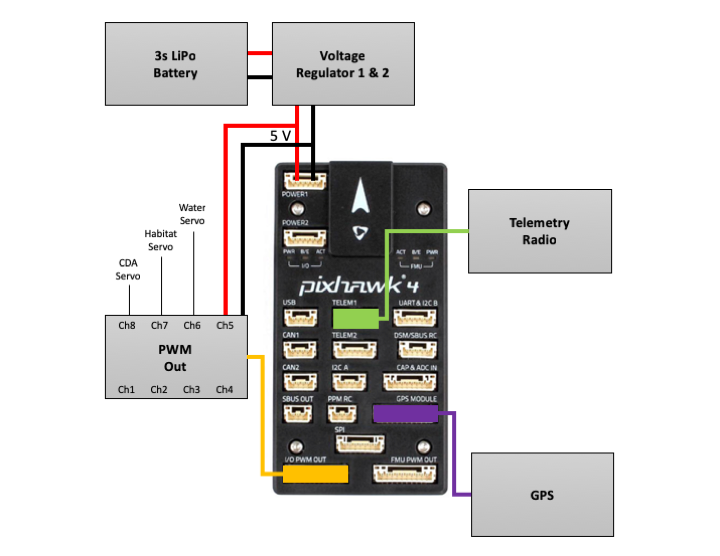 3s LiPo
Battery
Voltage
Regulator 1 & 2
5 V
POWER1
POWER2
PWR B/E ACT
I/O
ACT B/E PWR
FMU
pixhawk 4
Water
Servo
Habitat
Servo
CDA
Servo
Telemetry
Radio
USB
TELEM1
UART & I2C B
Ch8 Ch7 Ch6 Ch5
PWM
Out
Ch1 Ch2 Ch3 Ch4
CAN1
TELEM2
DSM/SBUS RC
CAN2
I2C A
CAP & ADC IN
SBUS OUT
PPM RC
GPS MODULE
SPI
I/O PWM OUT
FMU PWM OUT
GPS